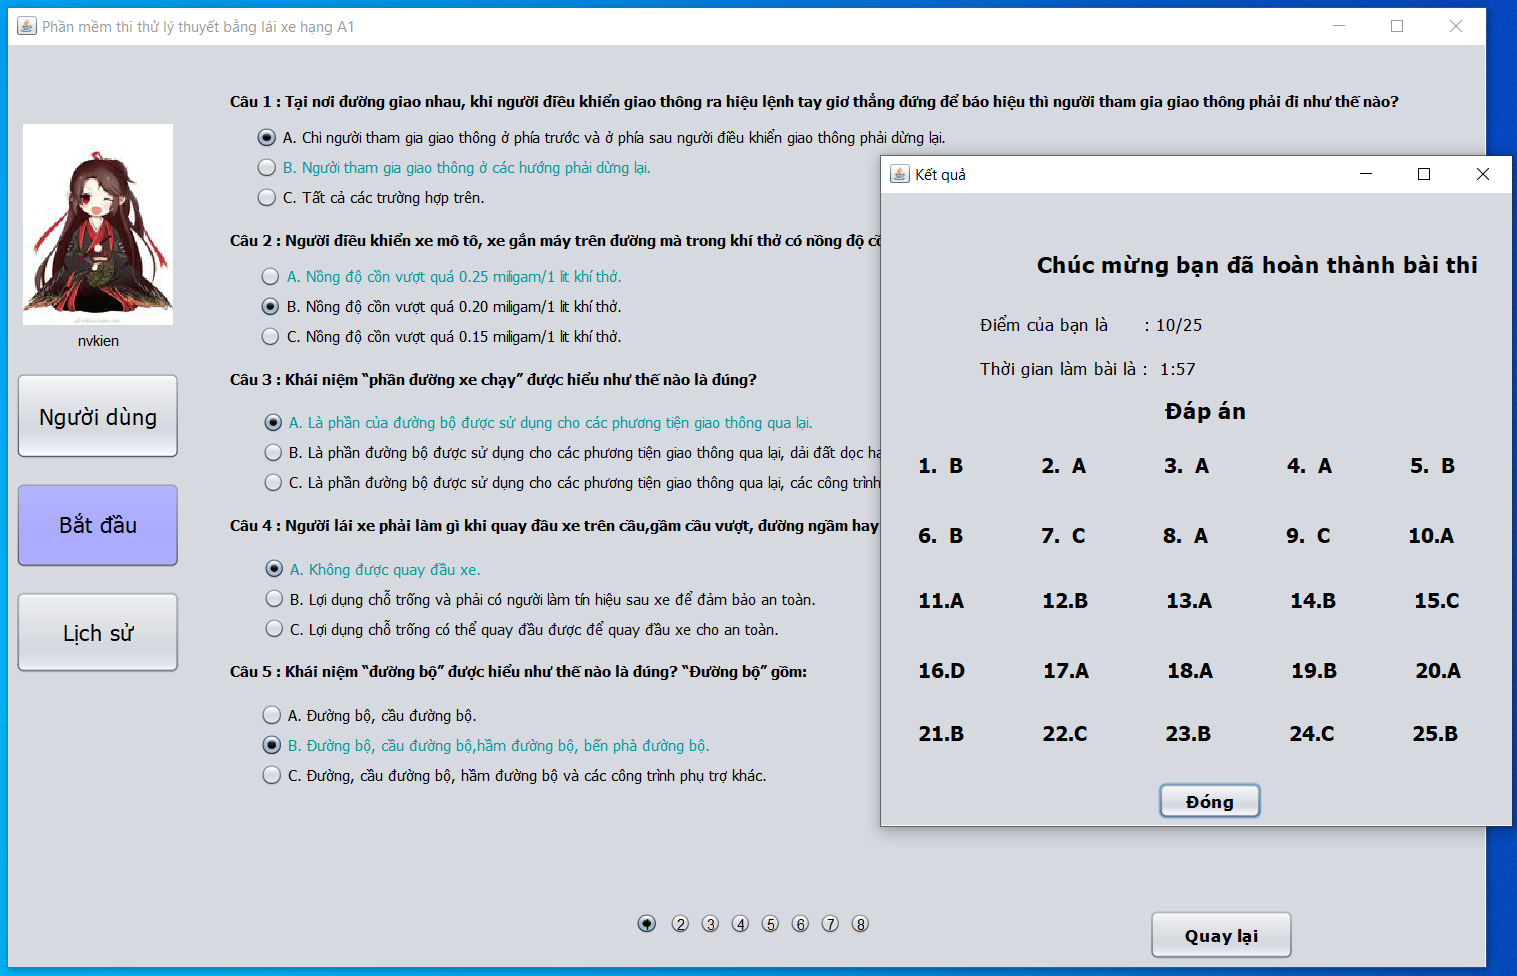 Phần mềm thi thử lý thuyết bằng lái xe hạng A1
Câu 1 : Tại nơi đường giao nhau, khi người điều khiển giao thông ra hiệu lệnh tay giơ thẳng đứng để báo hiệu thì người tham gia giao thông phải đi như thế nào?
A. Chỉ người tham gia giao thông ở phía trước và ở phía sau người điều khiển giao thông phải dừng lại.
B. Người tham gia giao thông ở các hướng phải dừng lại.
C. Tất cả các trường hợp trên.
Câu 2 : Người điều khiển xe mô tô, xe gắn máy trên đường mà trong khí thở có nồng độ cồ
A. Nồng độ cồn vượt quá 0.25 miligam/1 lit khí thở.
B. Nồng độ cồn vượt quá 0.20 miligam/1 lit khí thở.
C. Nồng độ cồn vượt quá 0.15 miligam/1 lit khí thở.
Câu 3 : Khái niệm “phần đường xe chạy” được hiểu như thế nào là đúng?
A. Là phần của đường bộ được sử dụng cho các phương tiện giao thông qua lại.
B. Là phần đường bộ được sử dụng cho các phương tiện giao thông qua lại, dải đất dọc ha
C. Là phần đường bộ được sử dụng cho các phương tiện giao thông qua lại, các công trình
Câu 4 : Người lái xe phải làm gì khi quay đầu xe trên cầu,gầm cầu vượt, đường ngầm hay
A. Không được quay đầu xe.
B. Lợi dụng chỗ trống và phải có người làm tín hiệu sau xe để đảm bảo an toàn.
C. Lợi dụng chỗ trống có thể quay đầu được để quay đầu xe cho an toàn.
Câu 5 : Khái niệm “đường bộ” được hiểu như thế nào là đúng? “Đường bộ” gồm:
A. Đường bộ, cầu đường bộ.
B. Đường bộ, cầu đường bộ,hầm đường bộ, bến phà đường bộ.
C. Đường, cầu đường bộ, hầm đường bộ và các công trình phụ trợ khác.
nvkien
Người dùng
Bắt đầu
Lịch sử
2 3 4 5 6 7 8
Quay lại
Kết quả
Chúc mừng bạn đã hoàn thành bài thi
Điểm của bạn là : 10/25
Thời gian làm bài là : 1:57
Đáp án
1. B 2. A 3. A 4. A 5. B
6. B 7. C 8. A 9. C 10.A
11.A 12.B 13.A 14.B 15.C
16.D 17.A 18.A 19.B 20.A
21.B 22.C 23.B 24.C 25.B
Đóng